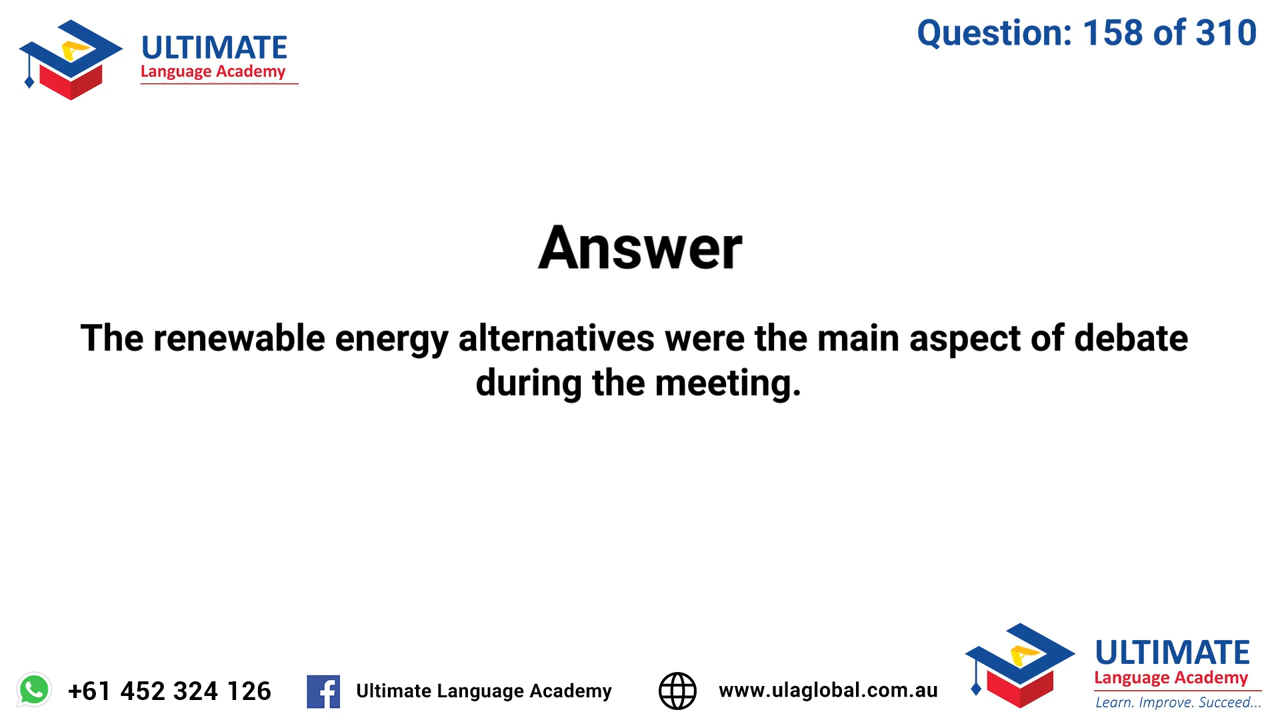 ULTIMATE
Language Academy
Question: 158 of 310
Answer
The renewable energy alternatives were the main aspect of debate
during the meeting.
+61 452 324 126
Ultimate Language Academy
www.ulaglobal.com.au
ULTIMATE
Language Academy
Learn. Improve. Succeed...